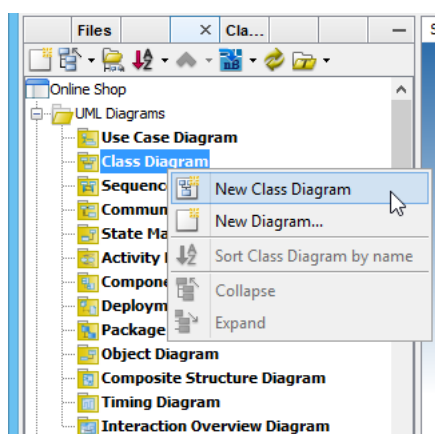 Files Cla...
Online Shop
UML Diagrams
Use Case Diagram
Class Diagram
Sequenc
New Class Diagram
Commun
New Diagram...
State Ma
Activity
Sort Class Diagram by name
Compone
Collapse
Deploym
Package
Expand
Object Diagram
Composite Structure Diagram
Timing Diagram
Interaction Overview Diagram